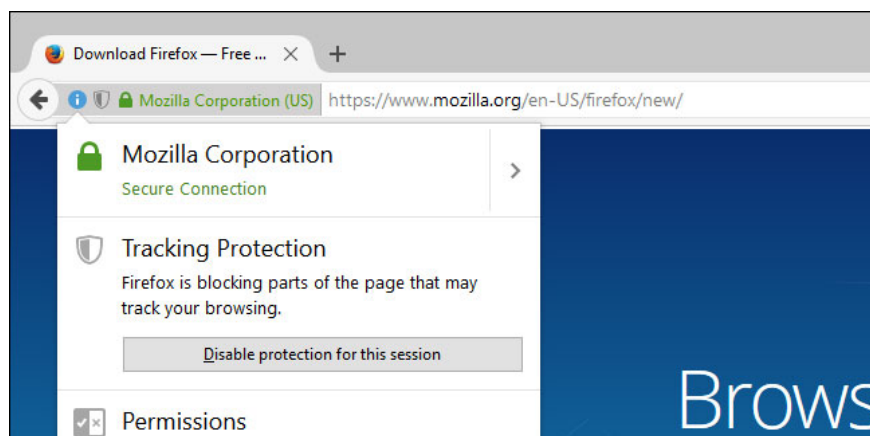 Download Firefox — Free ...
Mozilla Corporation (US) https://www.mozilla.org/en-US/firefox/new/
Mozilla Corporation
Secure Connection
Tracking Protection
Firefox is blocking parts of the page that may
track your browsing.
Disable protection for this session
Permissions
Brows